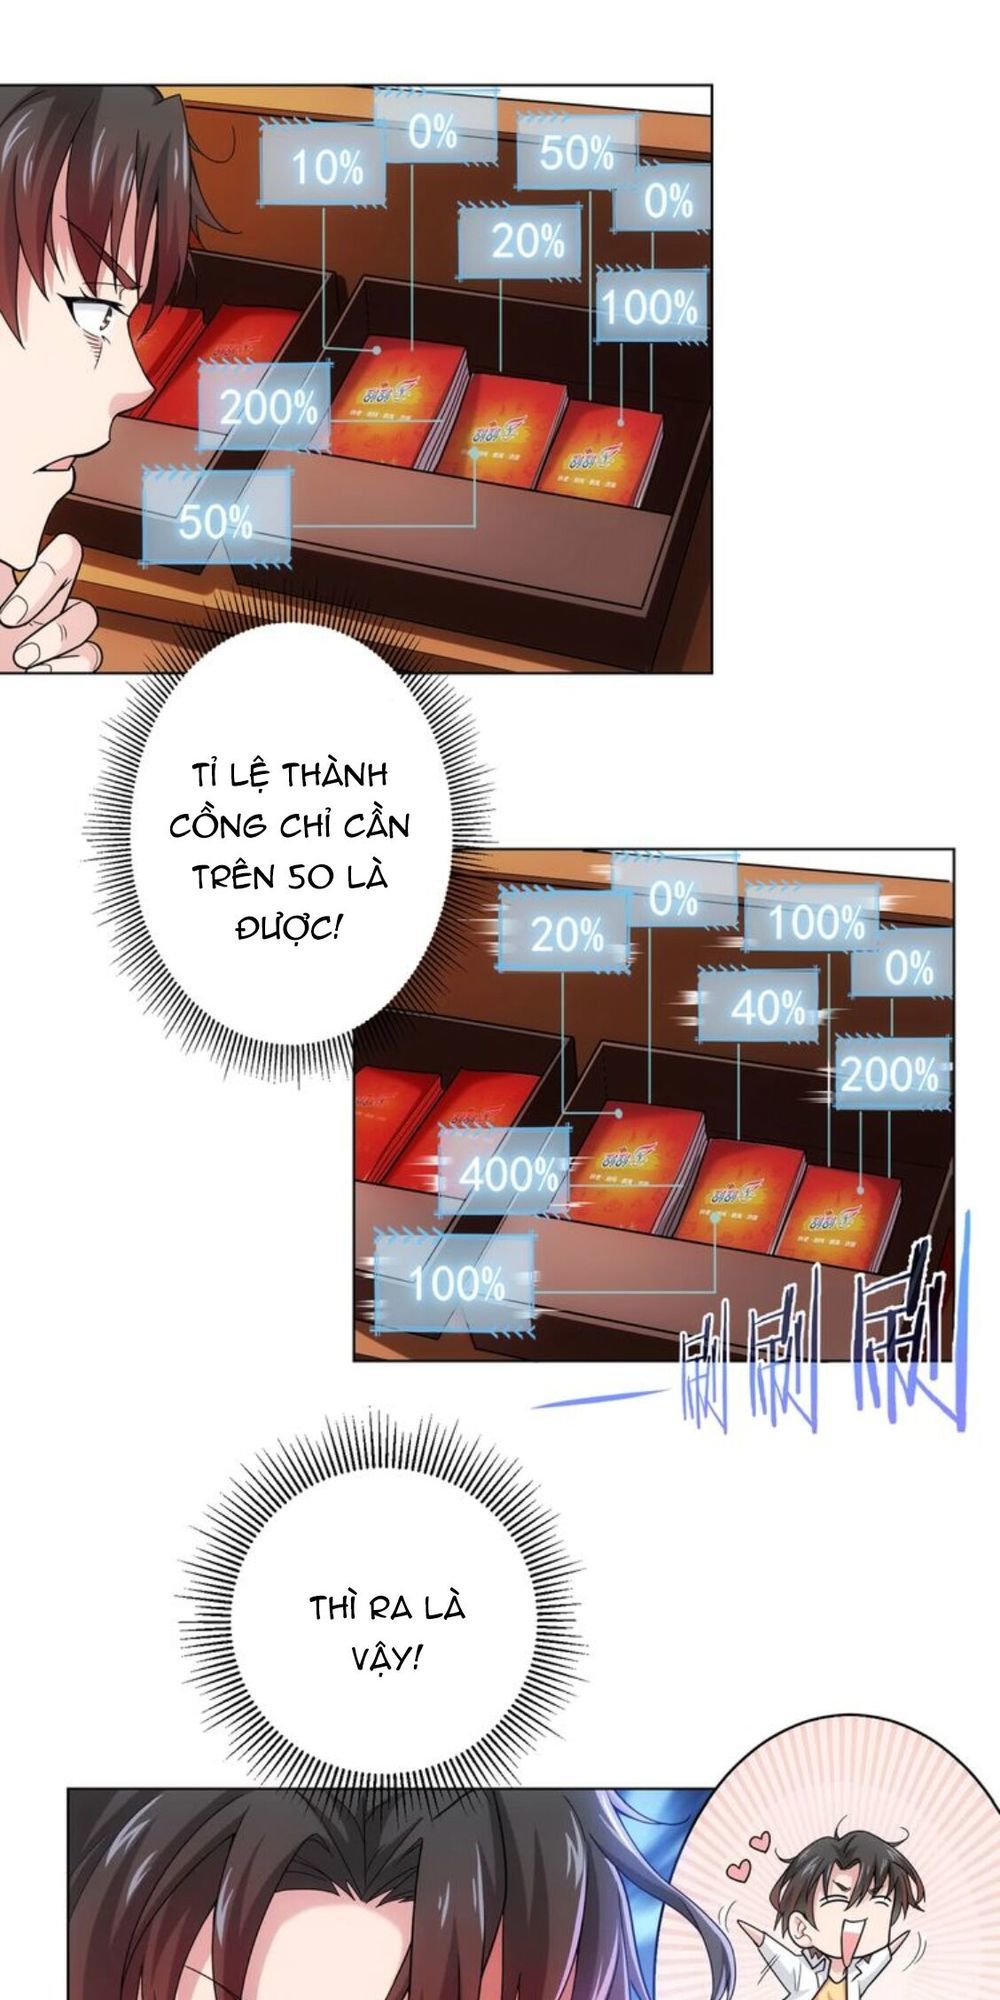 0%
10%
50%
0%
20%
100%
200%
50%
TỈ LỆ THÀNH
CÔNG CHỈ CẦN
TRÊN 50 LÀ
ĐƯỢC!
0%
20%
100%
0%
40%
200%
400%
100%
刷刷刷
THÌ RA LÀ
VẬY!